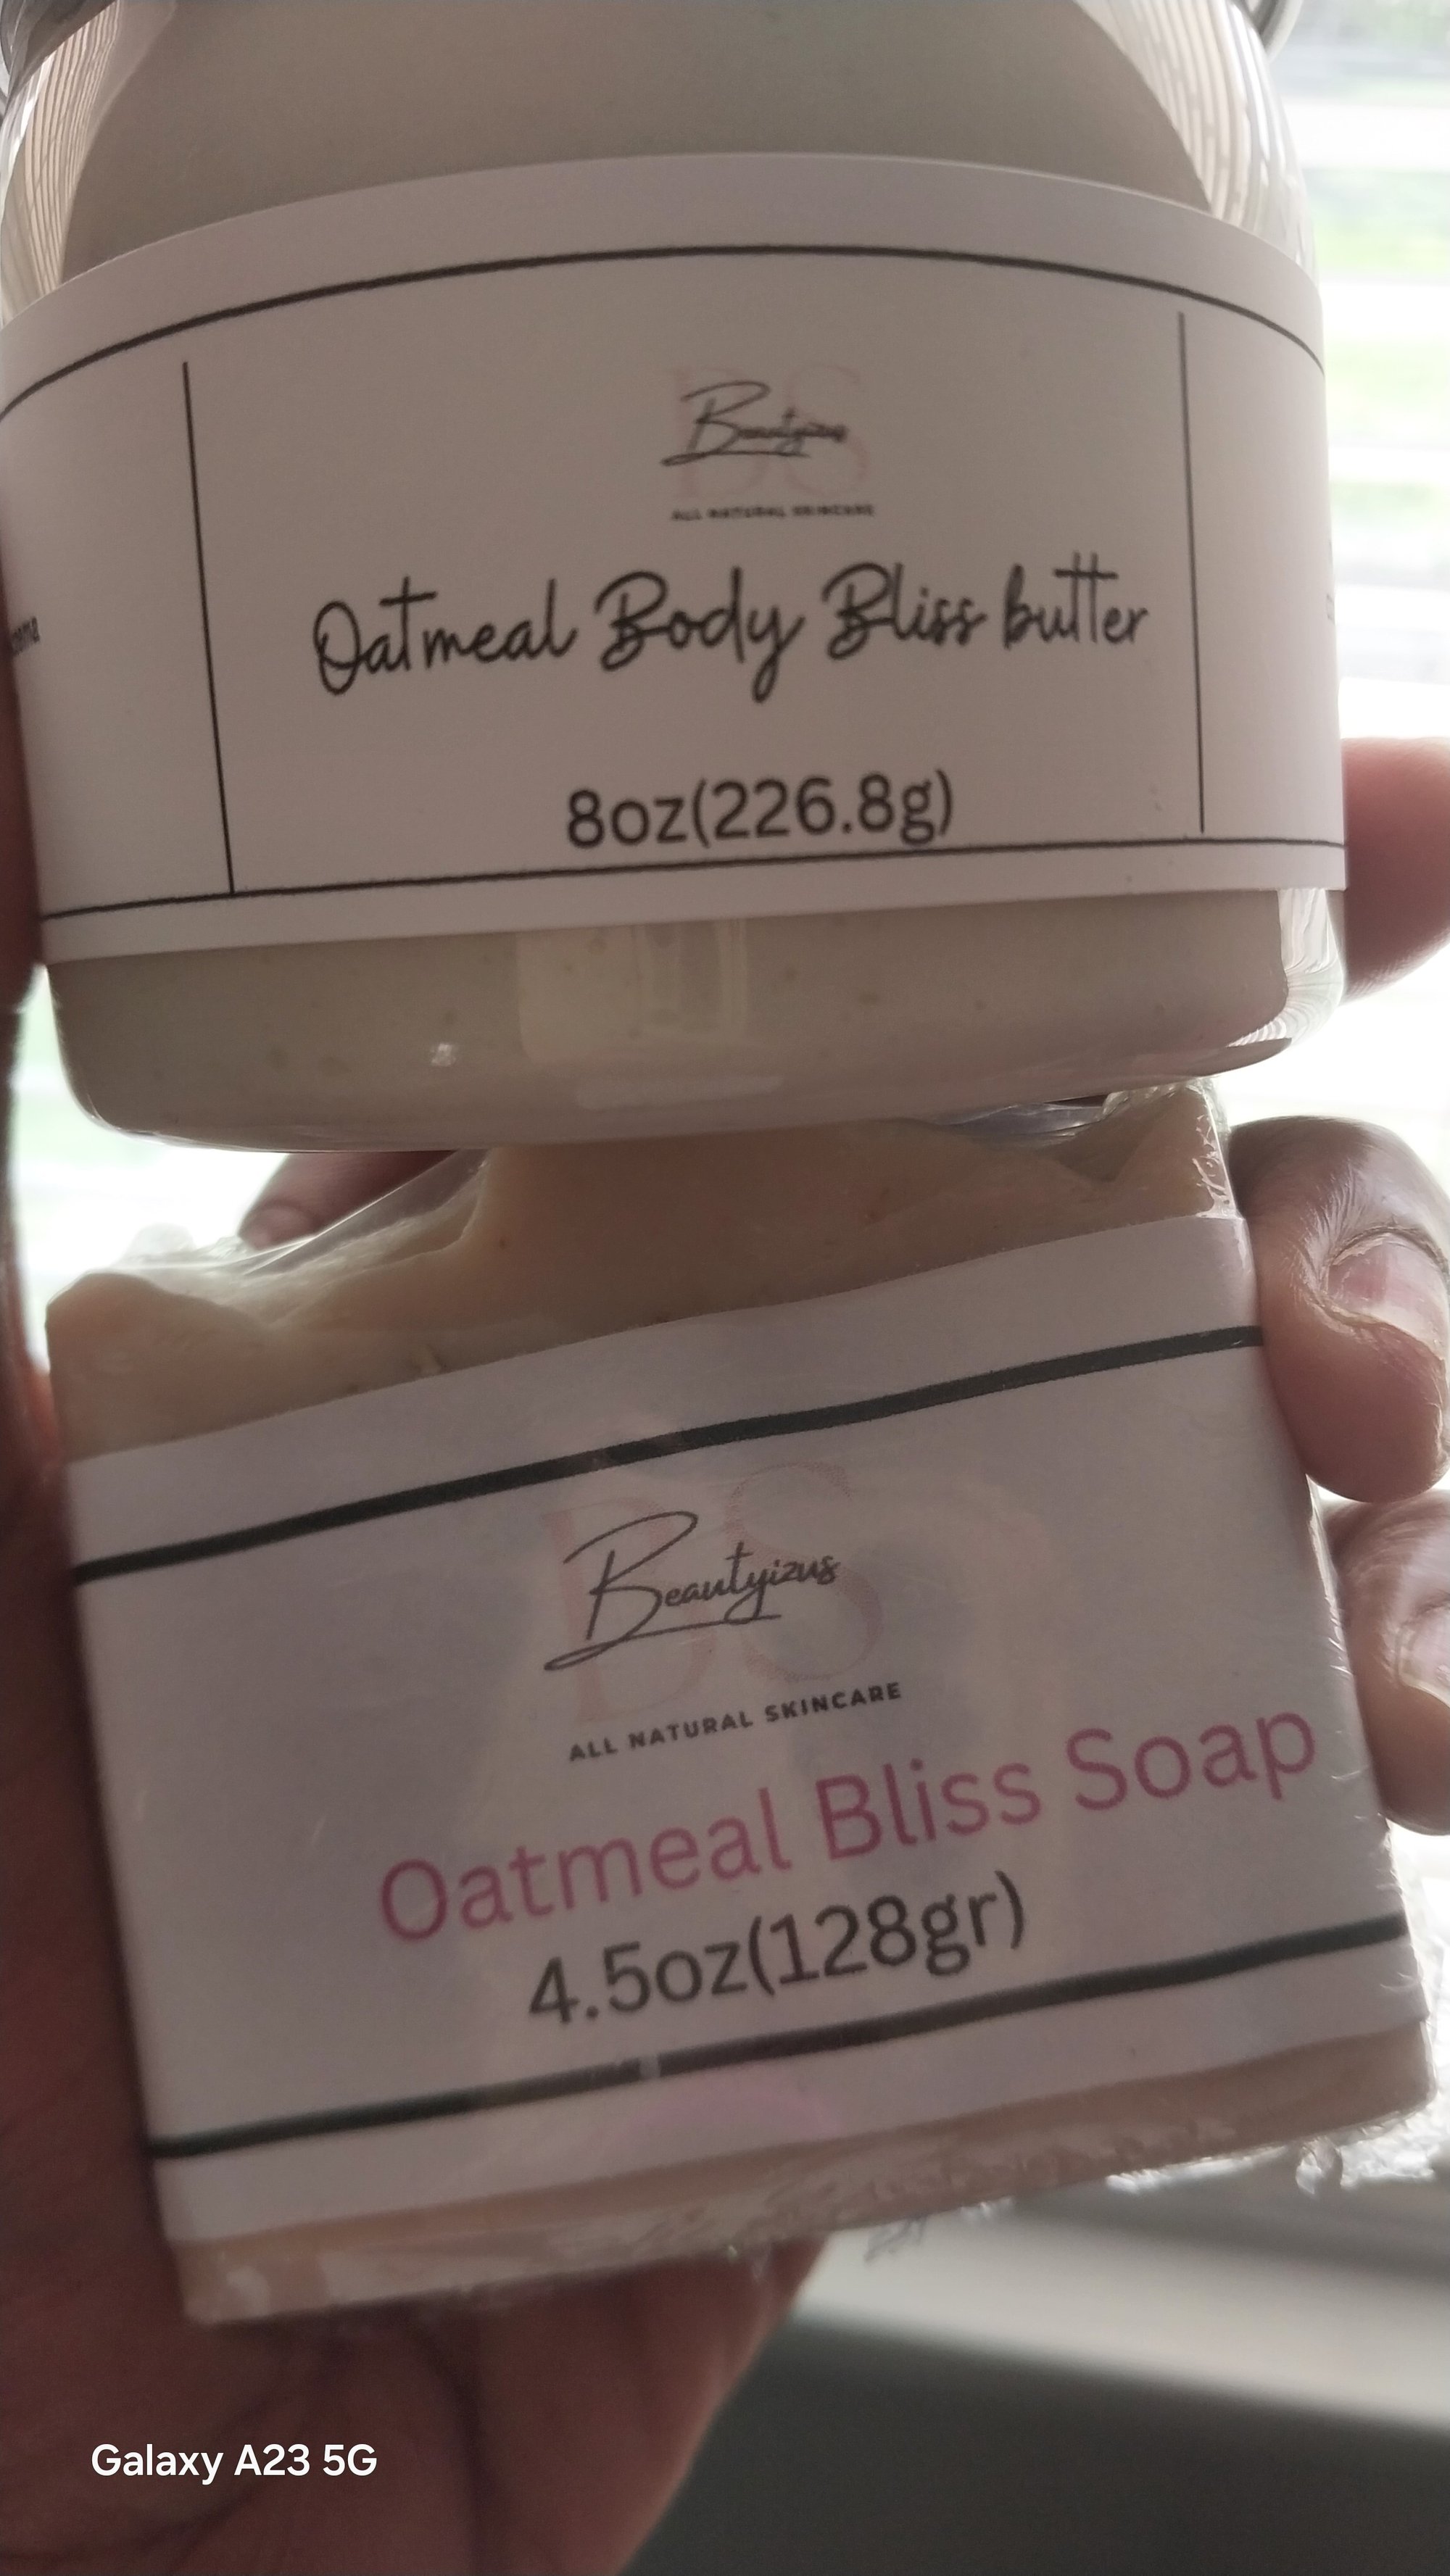 Beautyizus
ALL NATURAL SKINCARE
Oatmeal Body Bliss butter
8oz(226.8g)
BS
Beautyizus
ALL NATURAL SKINCARE
Oatmeal Bliss Soap
4.5oz(128gr)
Galaxy A23 5G